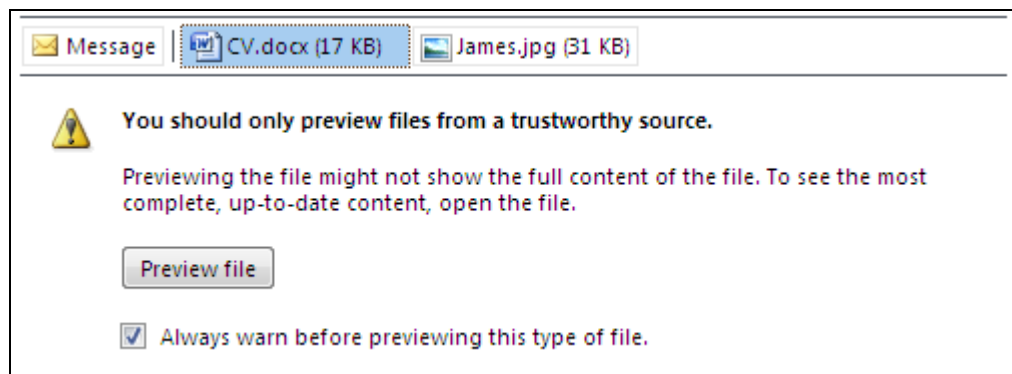 Message CV.docx (17 KB) James.jpg (31 KB)
You should only preview files from a trustworthy source.
Previewing the file might not show the full content of the file. To see the most
complete, up-to-date content, open the file.
Preview file
Always warn before previewing this type of file.